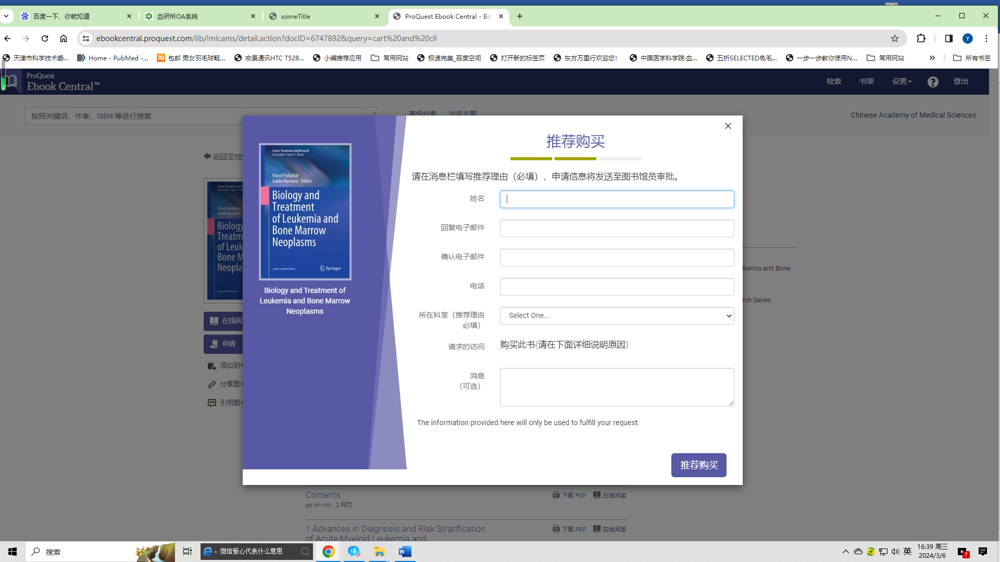 百度一下，你就知道
血研所OA系统
someTitle
ProQuest Ebook Central - Bo
ebookcentral.proquest.com/lib/imicams/detail.action?docID=6747892&query=cart%20and%20cll
y
天津市科学技术委...
Home - PubMed -...
包邮 男女羽毛球鞋...
宏景通讯HTC T528...
小编推荐应用
常用网站
极速完美_百度空间
打开新的标签页
东方万里行欢迎您!
中国医学科学院·血...
五折SELECTED兔毛...
一步一步教你使用N...
常用网站
»
所有书签
ProQuest
Ebook Central™
检索
书架
设置
登出
按照关键词、作者、ISBN 等进行搜索
高级检索
浏览主题
Chinese Academy of Medical Sciences
返回至检
Biology
Treatm
of Leuk
Bone M
Neopla
在线阅
申请
添加到
分享图
引用图
Cancer Treatment and Research
Series Editor: Steven T. Rosen
Vinod Pullarkat
Guido Marcucci Editors
Biology and
Treatment
of Leukemia and
Bone Marrow
Neoplasms
Springer
Biology and Treatment of
Leukemia and Bone Marrow
Neoplasms
推荐购买
请在消息栏填写推荐理由（必填），申请信息将发送至图书馆员审批。
姓名
回复电子邮件
确认电子邮件
电话
所在科室（推荐理由
必填）
Select One...
请求的访问
购买此书(请在下面详细说明原因)
消息
（可选）
The information provided here will only be used to fulfill your request.
推荐购买
kemia and Bone
rch Series
Contents
pp vii–viii；2 网页
下载 PDF
在线阅读
1 Advances in Diagnosis and Risk Stratification
of Acute Myeloid Leukemia and
下载 PDF
在线阅读
搜索
微信爱心代表什么意思
译
W
英
16:39 周三
2024/3/6
7